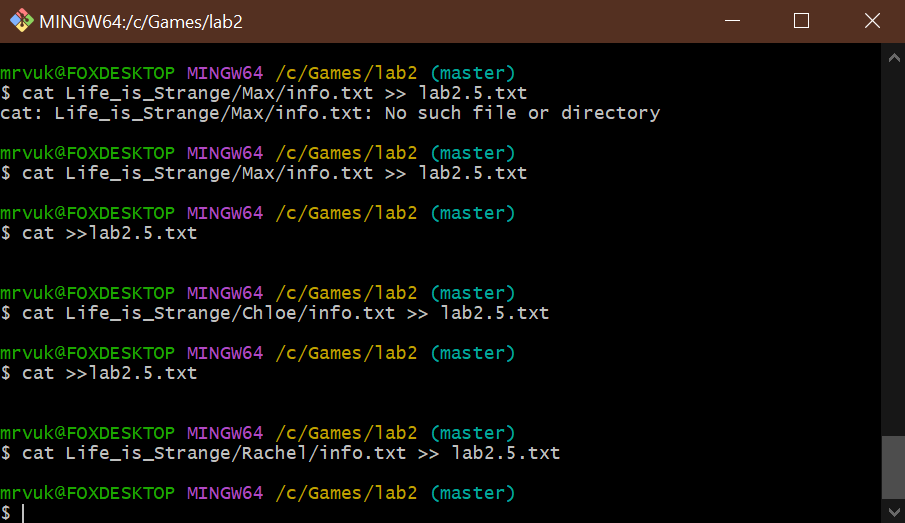 MINGW64:/c/Games/lab2
mrvuk@FOXDESKTOP MINGW64 /c/Games/lab2 (master)
$ cat Life_is_Strange/Max/info.txt >> lab2.5.txt
cat: Life_is_Strange/Max/info.txt: No such file or directory
mrvuk@FOXDESKTOP MINGW64 /c/Games/lab2 (master)
$ cat Life_is_Strange/Max/info.txt >> lab2.5.txt
mrvuk@FOXDESKTOP MINGW64 /c/Games/lab2 (master)
$ cat >>lab2.5.txt
mrvuk@FOXDESKTOP MINGW64 /c/Games/lab2 (master)
$ cat Life_is_Strange/Chloe/info.txt >> lab2.5.txt
mrvuk@FOXDESKTOP MINGW64 /c/Games/lab2 (master)
$ cat >>lab2.5.txt
mrvuk@FOXDESKTOP MINGW64 /c/Games/lab2 (master)
$ cat Life_is_Strange/Rachel/info.txt >> lab2.5.txt
mrvuk@FOXDESKTOP MINGW64 /c/Games/lab2 (master)
$